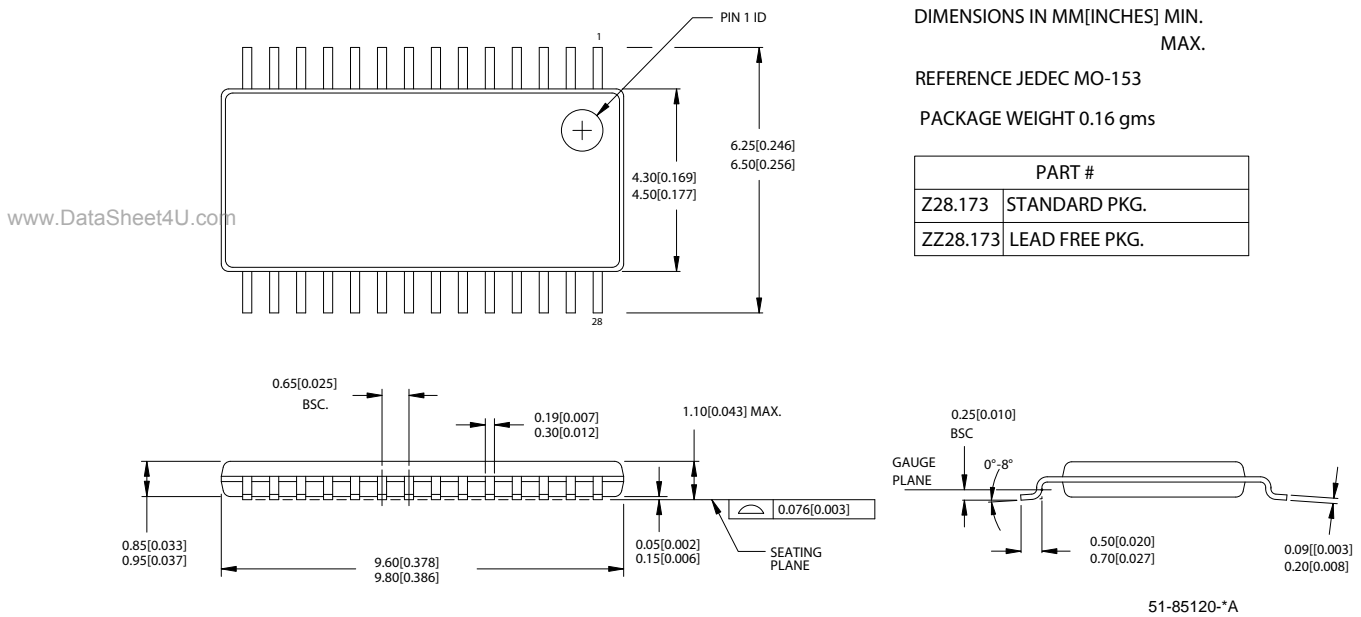 PIN 1 ID
1
6.25[0.246]
6.50[0.256]
4.30[0.169]
4.50[0.177]
28
www.DataSheet4U.com
DIMENSIONS IN MM[INCHES] MIN.
MAX.
REFERENCE JEDEC MO-153
PACKAGE WEIGHT 0.16 gms
PART #
Z28.173 STANDARD PKG.
ZZ28.173 LEAD FREE PKG.
0.65[0.025]
BSC.
0.19[0.007]
0.30[0.012]
1.10[0.043] MAX.
0.076[0.003]
0.85[0.033]
0.95[0.037]
9.60[0.378]
9.80[0.386]
0.05[0.002]
0.15[0.006]
SEATING
PLANE
0.25[0.010]
BSC
GAUGE
PLANE
0°-8°
0.50[0.020]
0.70[0.027]
0.09[[0.003]
0.20[0.008]
51-85120-*A